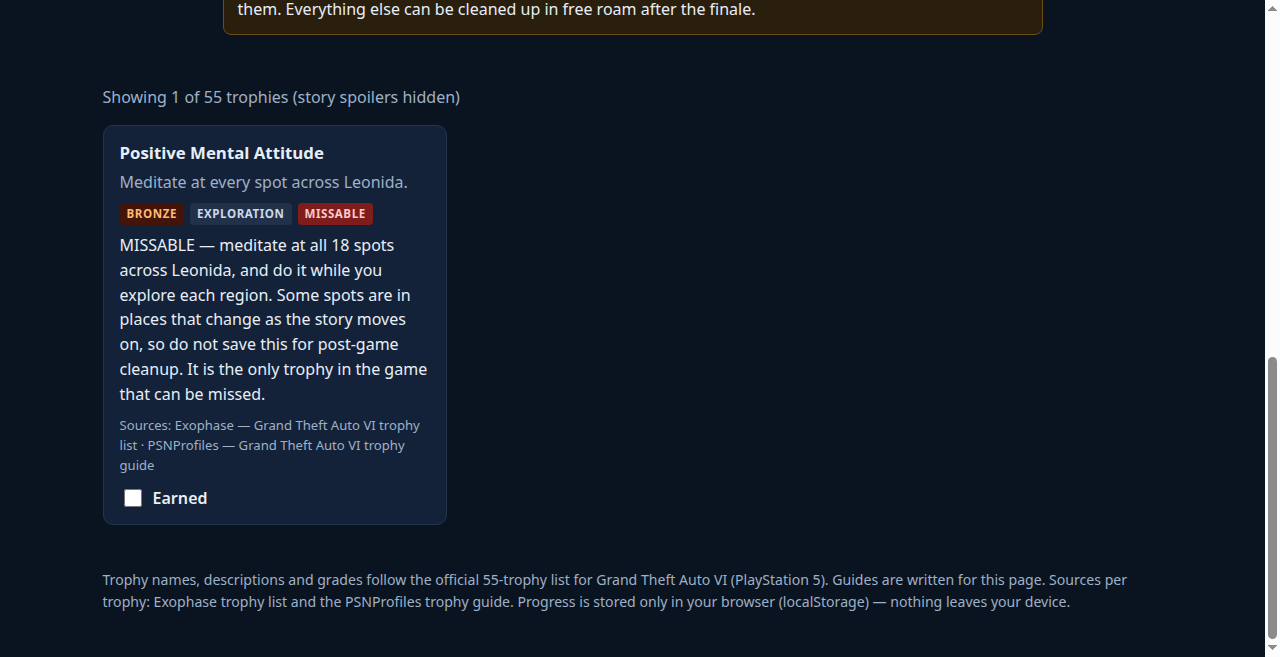 them. Everything else can be cleaned up in free roam after the finale.
Showing 1 of 55 trophies (story spoilers hidden)
Positive Mental Attitude
Meditate at every spot across Leonida.
BRONZE EXPLORATION MISSABLE
MISSABLE — meditate at all 18 spots
across Leonida, and do it while you
explore each region. Some spots are in
places that change as the story moves
on, so do not save this for post-game
cleanup. It is the only trophy in the game
that can be missed.
Sources: Exophase — Grand Theft Auto VI trophy
list · PSNProfiles — Grand Theft Auto VI trophy
guide
Earned
Trophy names, descriptions and grades follow the official 55-trophy list for Grand Theft Auto VI (PlayStation 5). Guides are written for this page. Sources per
trophy: Exophase trophy list and the PSNProfiles trophy guide. Progress is stored only in your browser (localStorage) — nothing leaves your device.